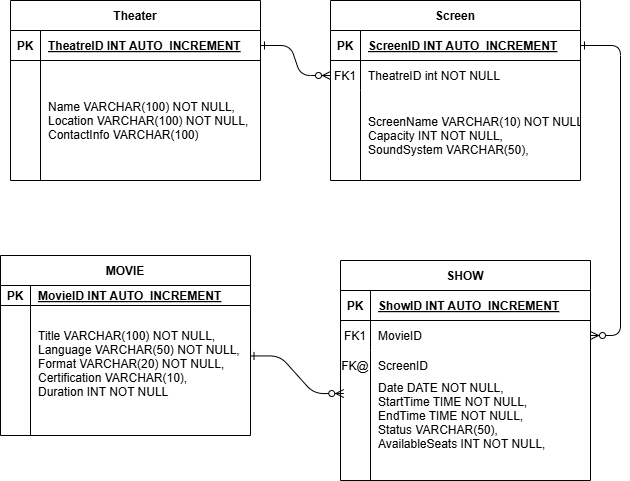 Theater
PK TheatreID INT AUTO_INCREMENT
Name VARCHAR(100) NOT NULL,
Location VARCHAR(100) NOT NULL,
ContactInfo VARCHAR(100)
Screen
PK ScreenID INT AUTO_INCREMENT
FK1 TheatreID int NOT NULL
ScreenName VARCHAR(10) NOT NULL
Capacity INT NOT NULL,
SoundSystem VARCHAR(50),
MOVIE
PK MovieID INT AUTO_INCREMENT
Title VARCHAR(100) NOT NULL,
Language VARCHAR(50) NOT NULL,
Format VARCHAR(20) NOT NULL,
Certification VARCHAR(10),
Duration INT NOT NULL
SHOW
PK ShowID INT AUTO_INCREMENT
FK1 MovieID
FK@ ScreenID
Date DATE NOT NULL,
StartTime TIME NOT NULL,
EndTime TIME NOT NULL,
Status VARCHAR(50),
AvailableSeats INT NOT NULL,